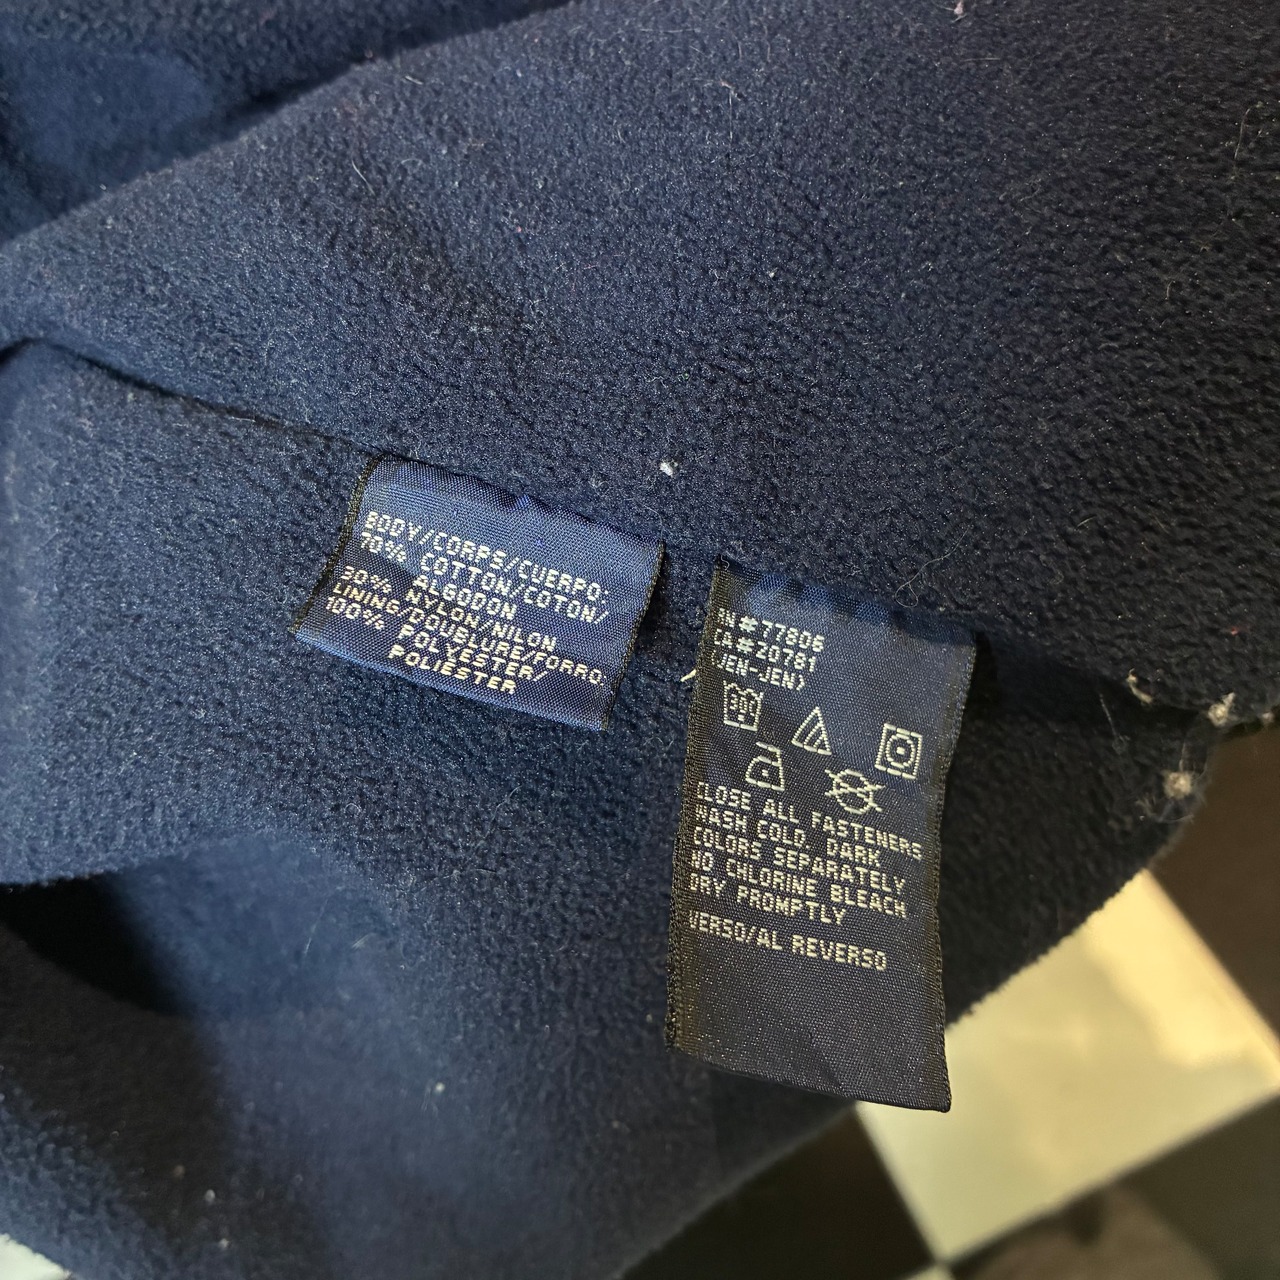 BODY/CORPS/CUERPO:
70% COTTON/COTON/
ALGODON
30% NYLON/NILON
LINING/DOUBLURE/FORRO:
100% POLYESTER/
POLIESTER
RN#77806
CA#20781
(JEN-JEN)
CLOSE ALL FASTENERS
WASH COLD, DARK
COLORS SEPARATELY
NO CHLORINE BLEACH
DRY PROMPTLY
VERSO/AL REVERSO